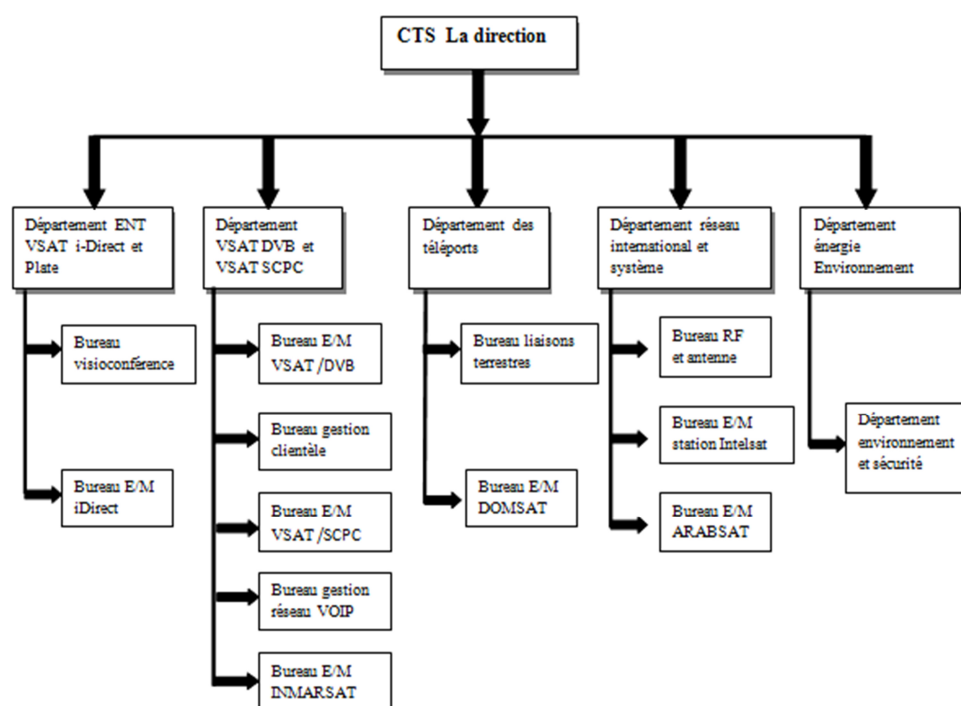 CTS La direction
Département ENT
VSAT i-Direct et
Plate
Bureau
visioconférence
Bureau E/M
iDirect
Département
VSAT DVB et
VSAT SCPC
Bureau E/M
VSAT /DVB
Bureau gestion
clientèle
Bureau E/M
VSAT /SCPC
Bureau gestion
réseau VOIP
Bureau E/M
INMARSAT
Département des
téléports
Bureau liaisons
terrestres
Bureau E/M
DOMSAT
Département réseau
international et
système
Bureau RF
et antenne
Bureau E/M
station Intelsat
Bureau E/M
ARABSAT
Département
énergie
Environnement
Département
environnement
et sécurité